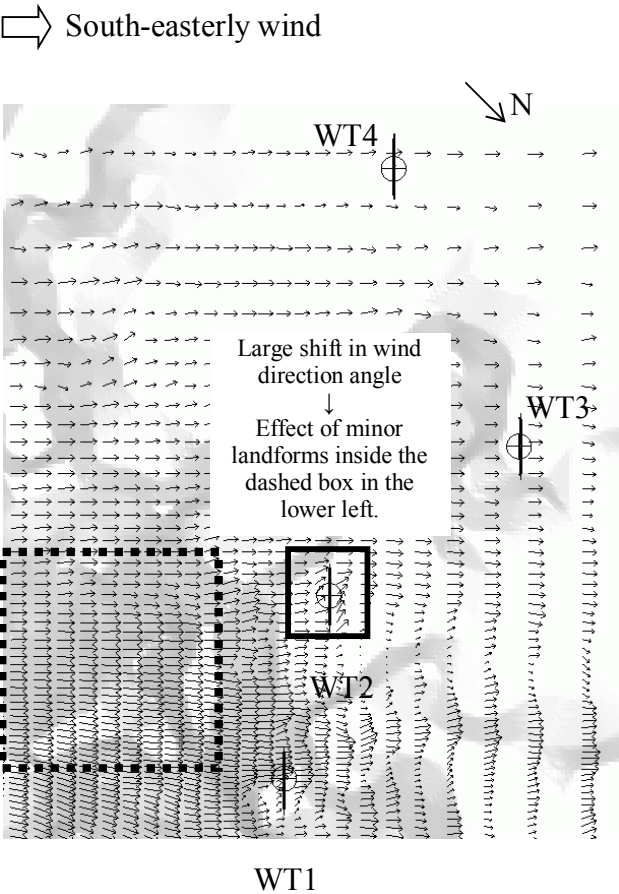 South-easterly wind
N
WT4
Large shift in wind
direction angle
↓
Effect of minor
landforms inside the
dashed box in the
lower left.
WT3
WT2
WT1